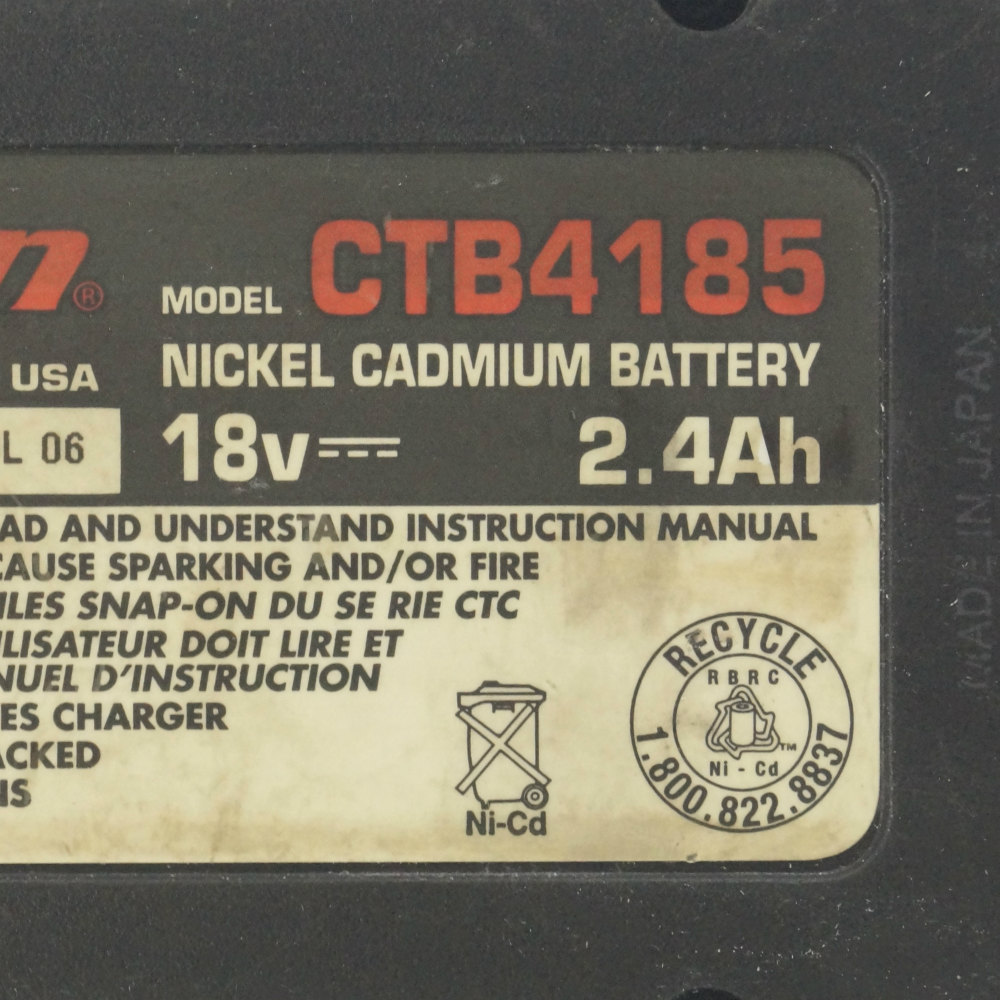 n®
MODEL CTB4185
USA
NICKEL CADMIUM BATTERY
L 06
18v
2.4Ah
AD AND UNDERSTAND INSTRUCTION MANUAL
CAUSE SPARKING AND/OR FIRE
ILES SNAP-ON DU SE RIE CTC
ILISATEUR DOIT LIRE ET
NUEL D'INSTRUCTION
ES CHARGER
ACKED
NS
Ni-Cd
RECYCLE
RBRC
TM
Ni - Cd
1.800.822.8837
MADE IN JAPAN